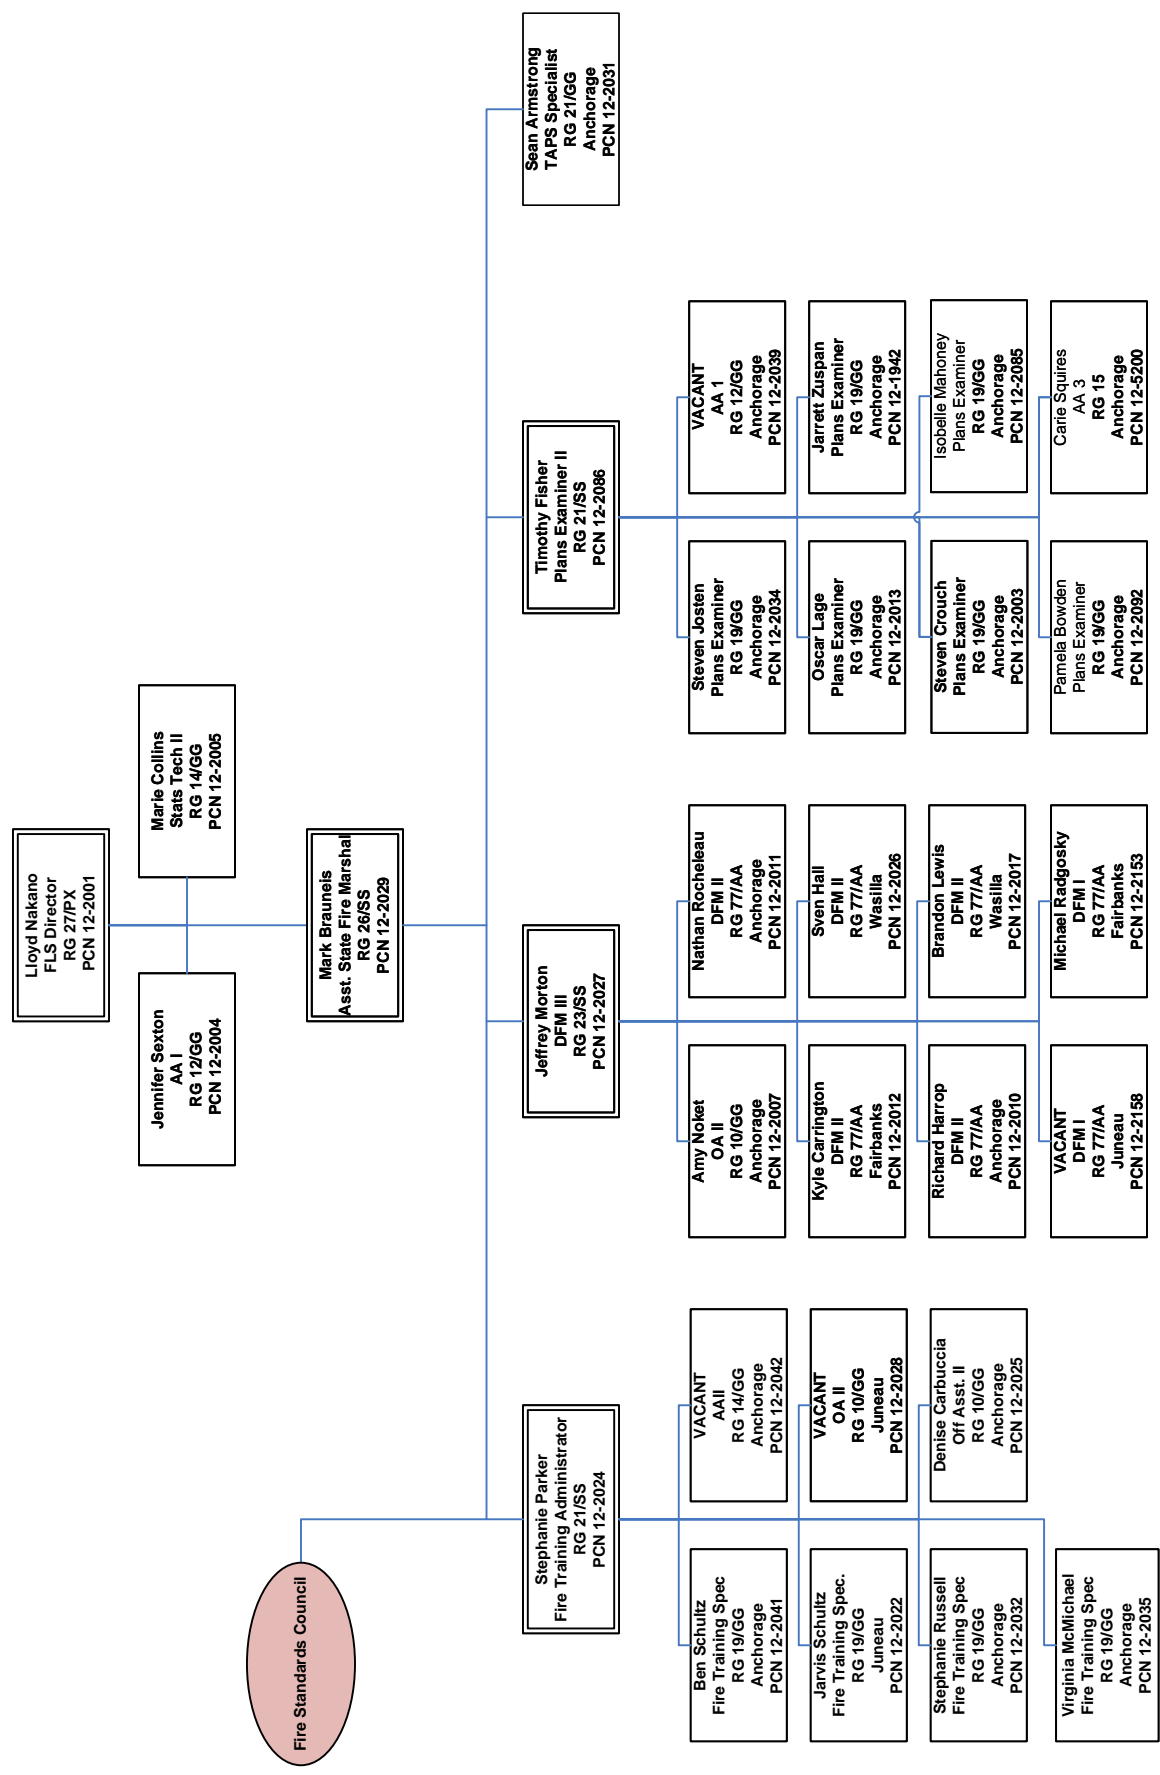 Lloyd Nakano
FLS Director
RG 27/PX
PCN 12-2001
Jennifer Sexton
AA I
RG 12/GG
PCN 12-2004
Marie Collins
Stats Tech II
RG 14/GG
PCN 12-2005
Fire Standards Council
Mark Brauneis
Asst. State Fire Marshal
RG 26/SS
PCN 12-2029
Stephanie Parker
Fire Training Administrator
RG 21/SS
PCN 12-2024
Jeffrey Morton
DFM III
RG 23/SS
PCN 12-2027
Timothy Fisher
Plans Examiner II
RG 21/SS
PCN 12-2086
Sean Armstrong
TAPS Specialist
RG 21/GG
Anchorage
PCN 12-2031
Ben Schultz
Fire Training Spec
RG 19/GG
Anchorage
PCN 12-2041
VACANT
AAII
RG 14/GG
Anchorage
PCN 12-2042
Jarvis Schultz
Fire Training Spec.
RG 19/GG
Juneau
PCN 12-2022
VACANT
OA II
RG 10/GG
Juneau
PCN 12-2028
Stephanie Russell
Fire Training Spec
RG 19/GG
Anchorage
PCN 12-2032
Denise Carbuccia
Off Asst. II
RG 10/GG
Anchorage
PCN 12-2025
Virginia McMichael
Fire Training Spec
RG 19/GG
Anchorage
PCN 12-2035
Amy Noket
OA II
RG 10/GG
Anchorage
PCN 12-2007
Nathan Rocheleau
DFM II
RG 77/AA
Anchorage
PCN 12-2011
Kyle Carrington
DFM II
RG 77/AA
Fairbanks
PCN 12-2012
Sven Hall
DFM II
RG 77/AA
Wasilla
PCN 12-2026
Richard Harrop
DFM II
RG 77/AA
Anchorage
PCN 12-2010
Brandon Lewis
DFM II
RG 77/AA
Wasilla
PCN 12-2017
VACANT
DFM I
RG 77/AA
Juneau
PCN 12-2158
Michael Radgosky
DFM I
RG 77/AA
Fairbanks
PCN 12-2153
Steven Josten
Plans Examiner
RG 19/GG
Anchorage
PCN 12-2034
VACANT
AA 1
RG 12/GG
Anchorage
PCN 12-2039
Oscar Lage
Plans Examiner
RG 19/GG
Anchorage
PCN 12-2013
Jarrett Zuspan
Plans Examiner
RG 19/GG
Anchorage
PCN 12-1942
Steven Crouch
Plans Examiner
RG 19/GG
Anchorage
PCN 12-2003
Isobelle Mahoney
Plans Examiner
RG 19/GG
Anchorage
PCN 12-2085
Pamela Bowden
Plans Examiner
RG 19/GG
Anchorage
PCN 12-2092
Carie Squires
AA 3
RG 15
Anchorage
PCN 12-5200